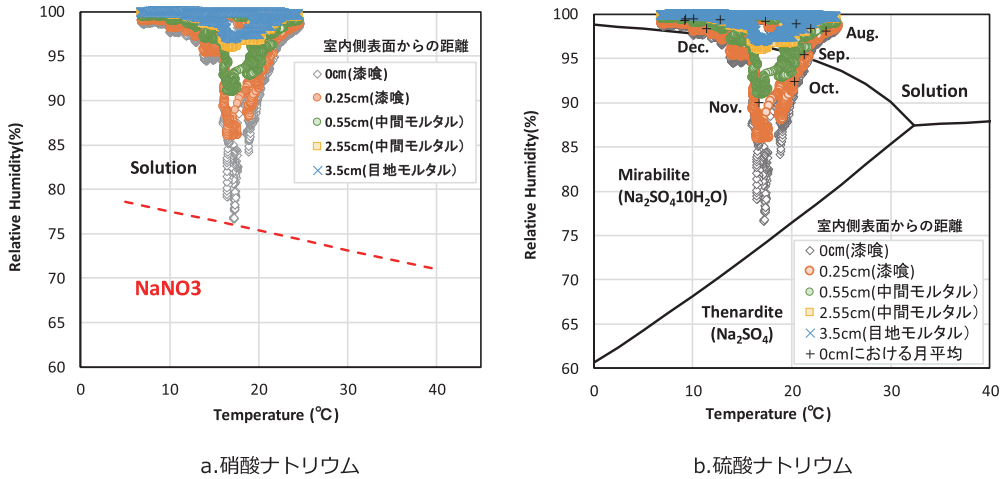 100
95
90
85
80
75
70
65
60
Relative Humidity(%)
室内側表面からの距離
0㎝(漆喰)
0.25cm(漆喰)
0.55cm(中間モルタル)
2.55cm(中間モルタル)
3.5cm(目地モルタル)
Solution
NaNO3
0 10 20 30 40
Temperature (℃)
a.硝酸ナトリウム
100
95
90
85
80
75
70
65
60
Relative Humidity(%)
Dec.
Aug.
Sep.
Oct.
Nov.
Solution
Mirabilite
(Na₂SO₄10H₂O)
Thenardite
(Na₂SO₄)
室内側表面からの距離
0㎝(漆喰)
0.25cm(漆喰)
0.55cm(中間モルタル)
2.55cm(中間モルタル)
3.5cm(目地モルタル)
0cmにおける月平均
0 10 20 30 40
Temperature (℃)
b.硫酸ナトリウム